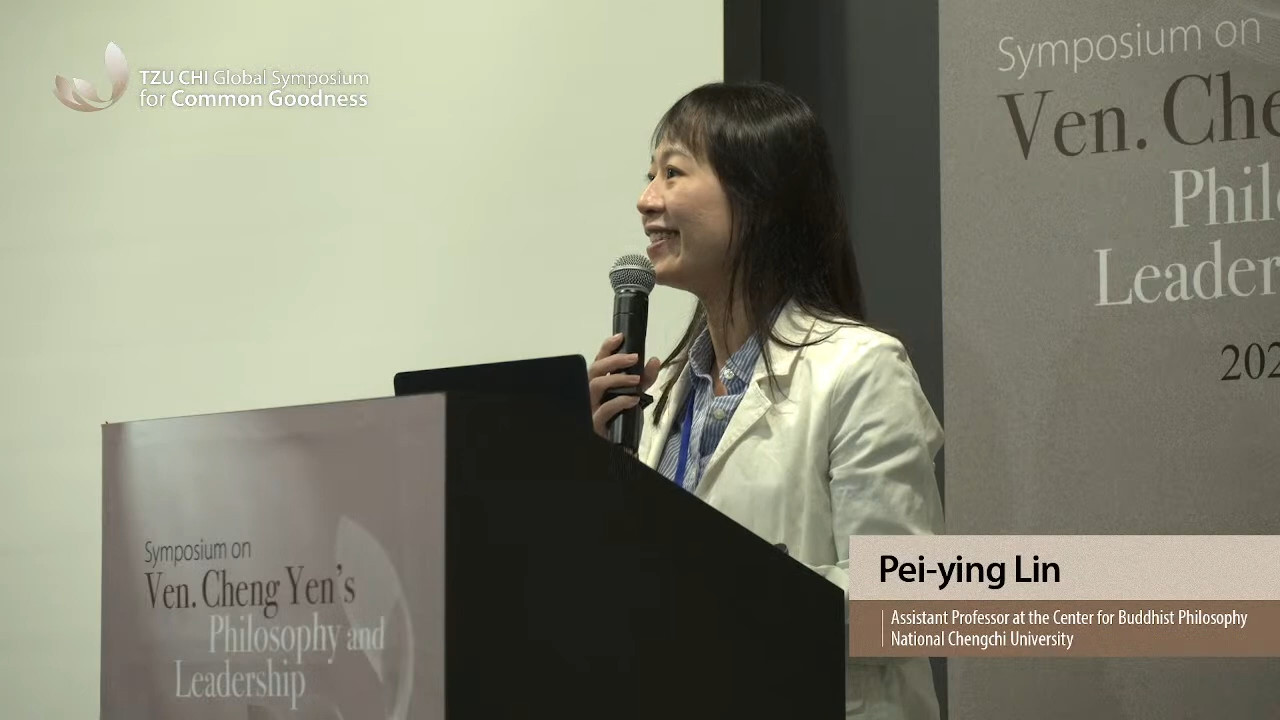 TZU CHI Global Symposium
for Common Goodness
Symposium on
Ven. Che
Phil
Leader
202
Symposium on
Ven. Cheng Yen's
Philosophy and
Leadership
Pei-ying Lin
Assistant Professor at the Center for Buddhist Philosophy
National Chengchi University